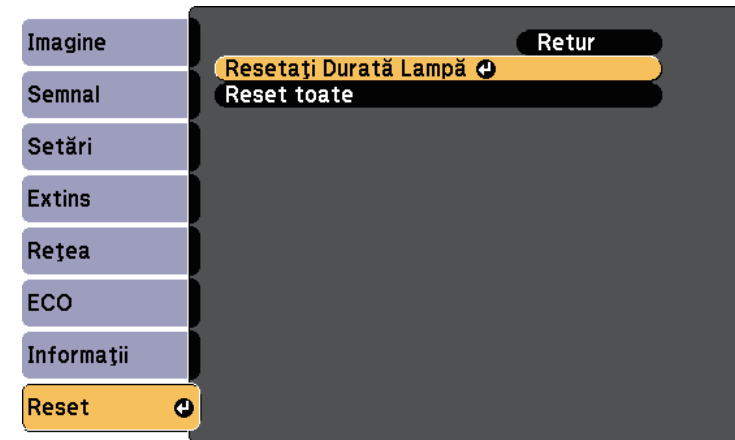 Imagine
Semnal
Setări
Extins
Reţea
ECO
Informaţii
Reset
Retur
Resetaţi Durată Lampă
Reset toate